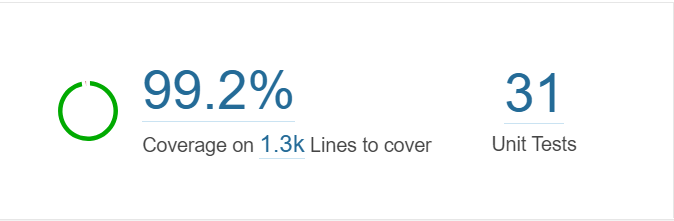 99.2%
31
Coverage on 1.3k Lines to cover
Unit Tests